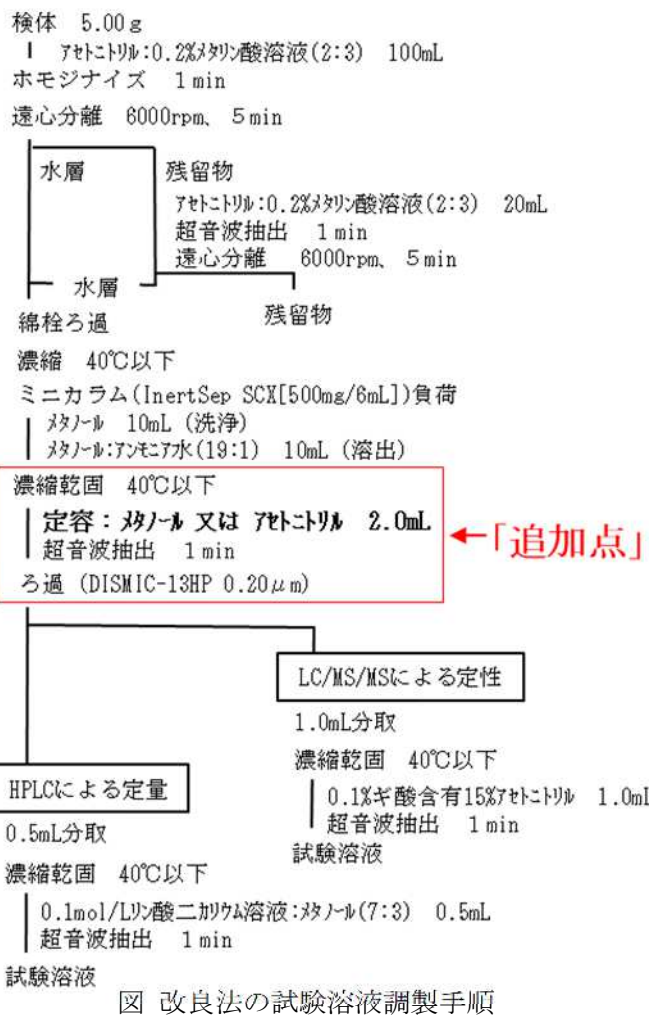 検体 5.00g
アセトニトリル:0.2%メタリン酸溶液(2:3) 100mL
ホモジナイズ 1min
遠心分離 6000rpm、5min
水層
残留物
アセトニトリル:0.2%メタリン酸溶液(2:3) 20mL
超音波抽出 1min
遠心分離 6000rpm、5min
水層
残留物
綿栓ろ過
濃縮 40℃以下
ミニカラム(InertSep SCX[500mg/6mL])負荷
メタノール 10mL (洗浄)
メタノール:アンモニア水(19:1) 10mL (溶出)
濃縮乾固 40℃以下
定容:メタノール 又は アセトニトリル 2.0mL
超音波抽出 1min
ろ過 (DISMIC-13HP 0.20μm)
←「追加点」
LC/MS/MSによる定性
1.0mL分取
濃縮乾固 40℃以下
0.1%ギ酸含有15%アセトニトリル 1.0mL
超音波抽出 1min
試験溶液
HPLCによる定量
0.5mL分取
濃縮乾固 40℃以下
0.1mol/Lリン酸二カリウム溶液:メタノール(7:3) 0.5mL
超音波抽出 1min
試験溶液
図 改良法の試験溶液調製手順